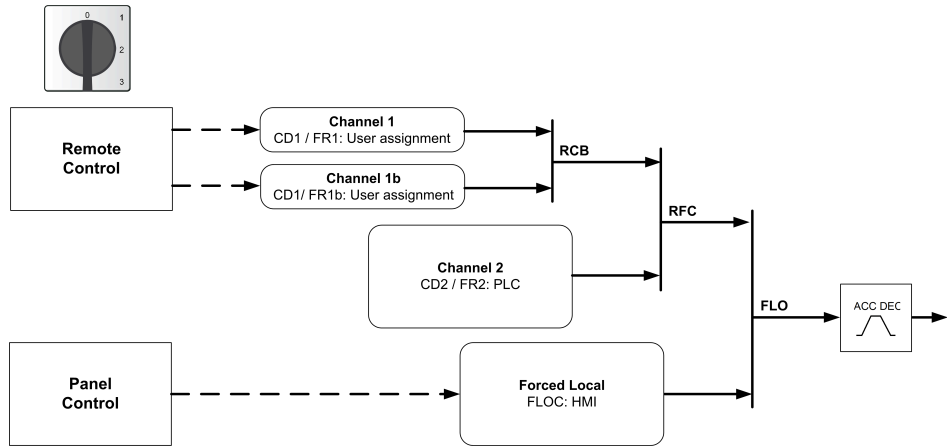 0
1
2
3
Remote
Control
Channel 1
CD1 / FR1: User assignment
Channel 1b
CD1/ FR1b: User assignment
RCB
RFC
Channel 2
CD2 / FR2: PLC
FLO
ACC DEC
Panel
Control
Forced Local
FLOC: HMI